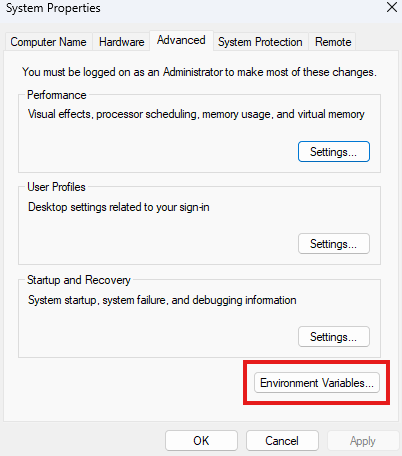 System Properties
Computer Name Hardware Advanced System Protection Remote
You must be logged on as an Administrator to make most of these changes.
Performance
Visual effects, processor scheduling, memory usage, and virtual memory
Settings...
User Profiles
Desktop settings related to your sign-in
Settings...
Startup and Recovery
System startup, system failure, and debugging information
Settings...
Environment Variables...
OK Cancel Apply